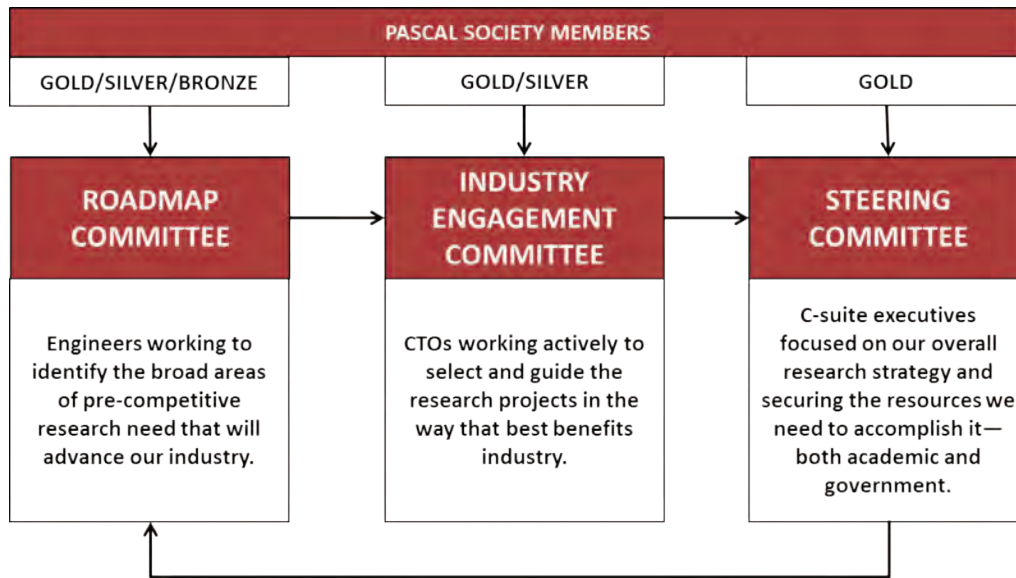 PASCAL SOCIETY MEMBERS
GOLD/SILVER/BRONZE
GOLD/SILVER
GOLD
ROADMAP
COMMITTEE
INDUSTRY
ENGAGEMENT
COMMITTEE
STEERING
COMMITTEE
Engineers working to
identify the broad areas
of pre-competitive
research need that will
advance our industry.
CTOs working actively to
select and guide the
research projects in the
way that best benefits
industry.
C-suite executives
focused on our overall
research strategy and
securing the resources we
need to accomplish it—
both academic and
government.